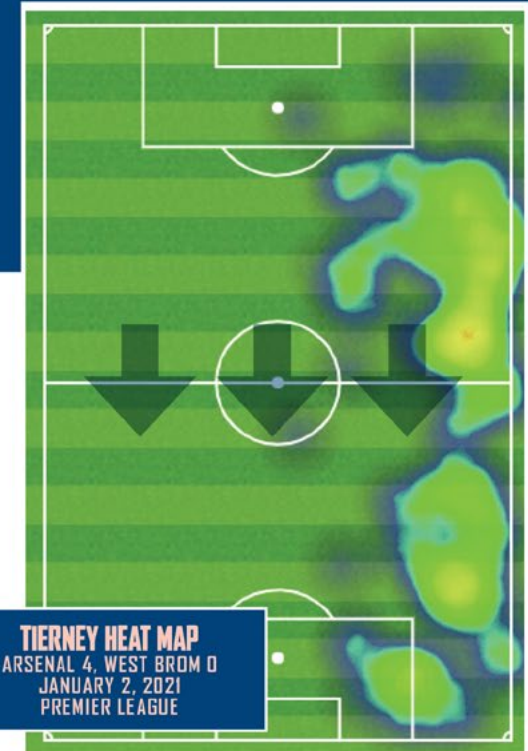 TIERNEY HEAT MAP
ARSENAL 4, WEST BROM 0
JANUARY 2, 2021
PREMIER LEAGUE